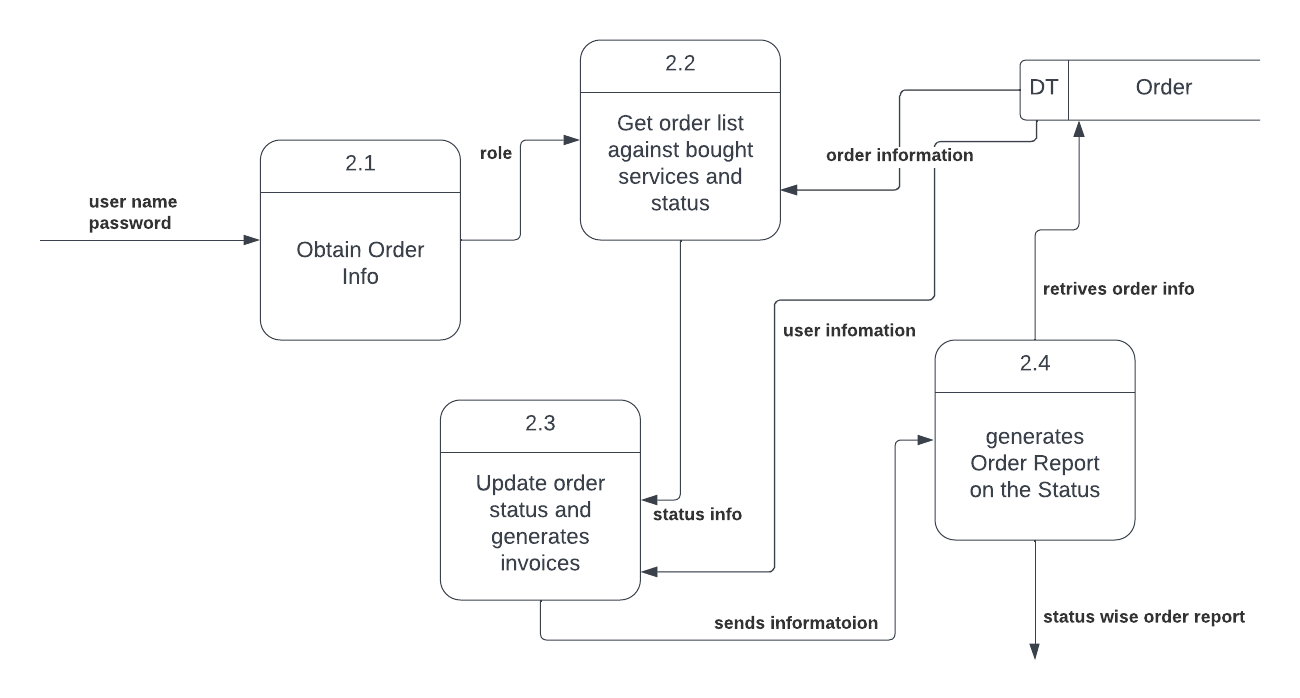 2.2
Get order list
against bought
services and
status
DT
Order
role
order information
2.1
Obtain Order
Info
user name
password
retrives order info
user infomation
2.4
generates
Order Report
on the Status
2.3
Update order
status and
generates
invoices
status info
sends informatoion
status wise order report